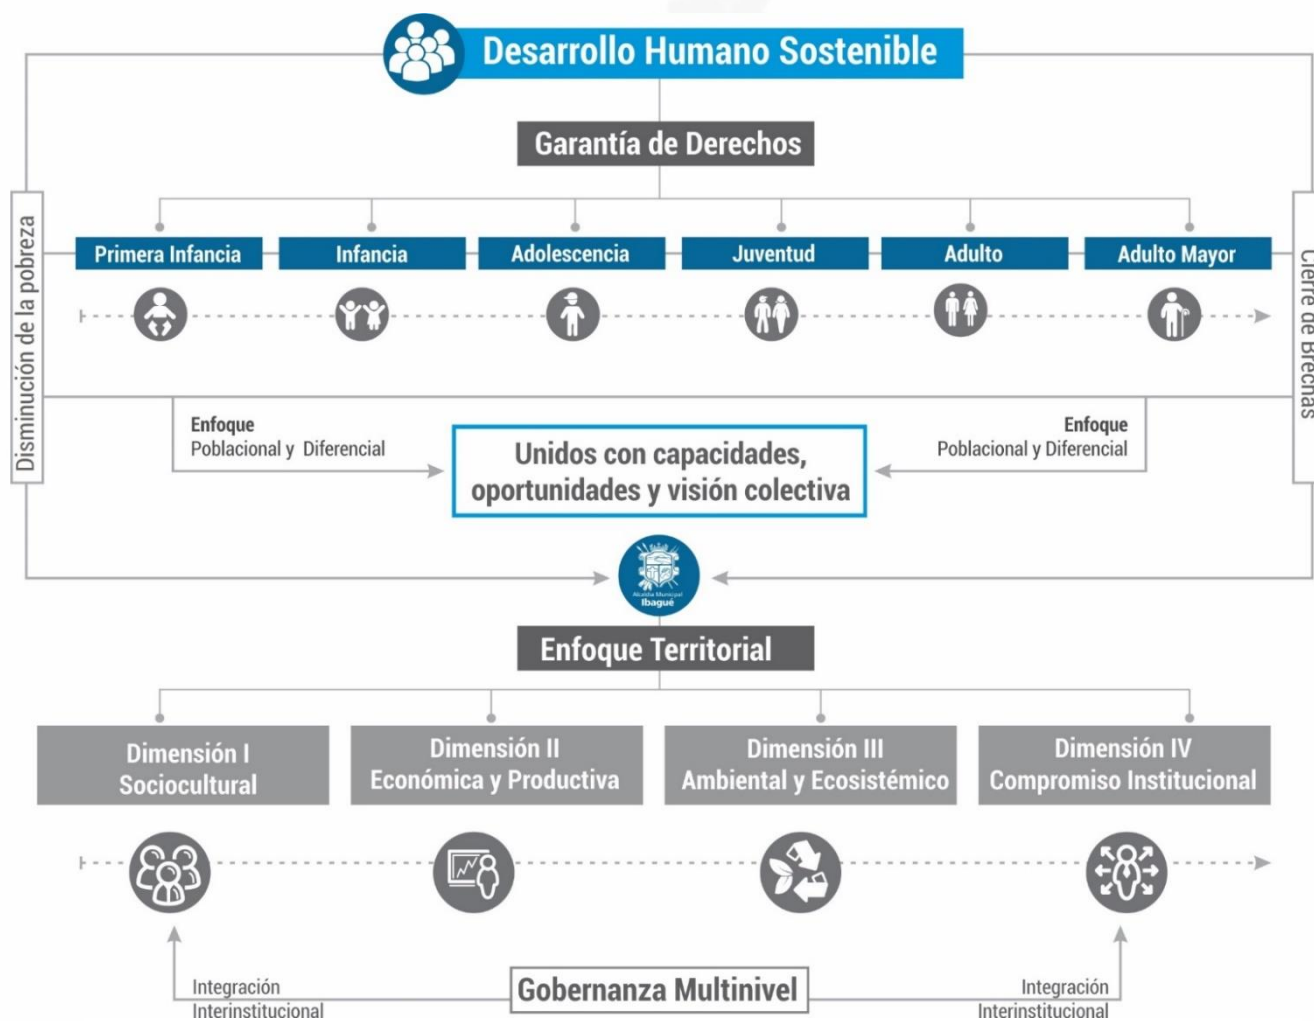 Desarrollo Humano Sostenible
Garantía de Derechos
Disminución de la pobreza
Cierre de Brechas
Primera Infancia
Infancia
Adolescencia
Juventud
Adulto
Adulto Mayor
Enfoque
Poblacional y Diferencial
Unidos con capacidades,
oportunidades y visión colectiva
Enfoque
Poblacional y Diferencial
Alcaldía Municipal
Ibagué
Enfoque Territorial
Dimensión I
Sociocultural
Dimensión II
Económica y Productiva
Dimensión III
Ambiental y Ecosistémico
Dimensión IV
Compromiso Institucional
Integración
Interinstitucional
Gobernanza Multinivel
Integración
Interinstitucional